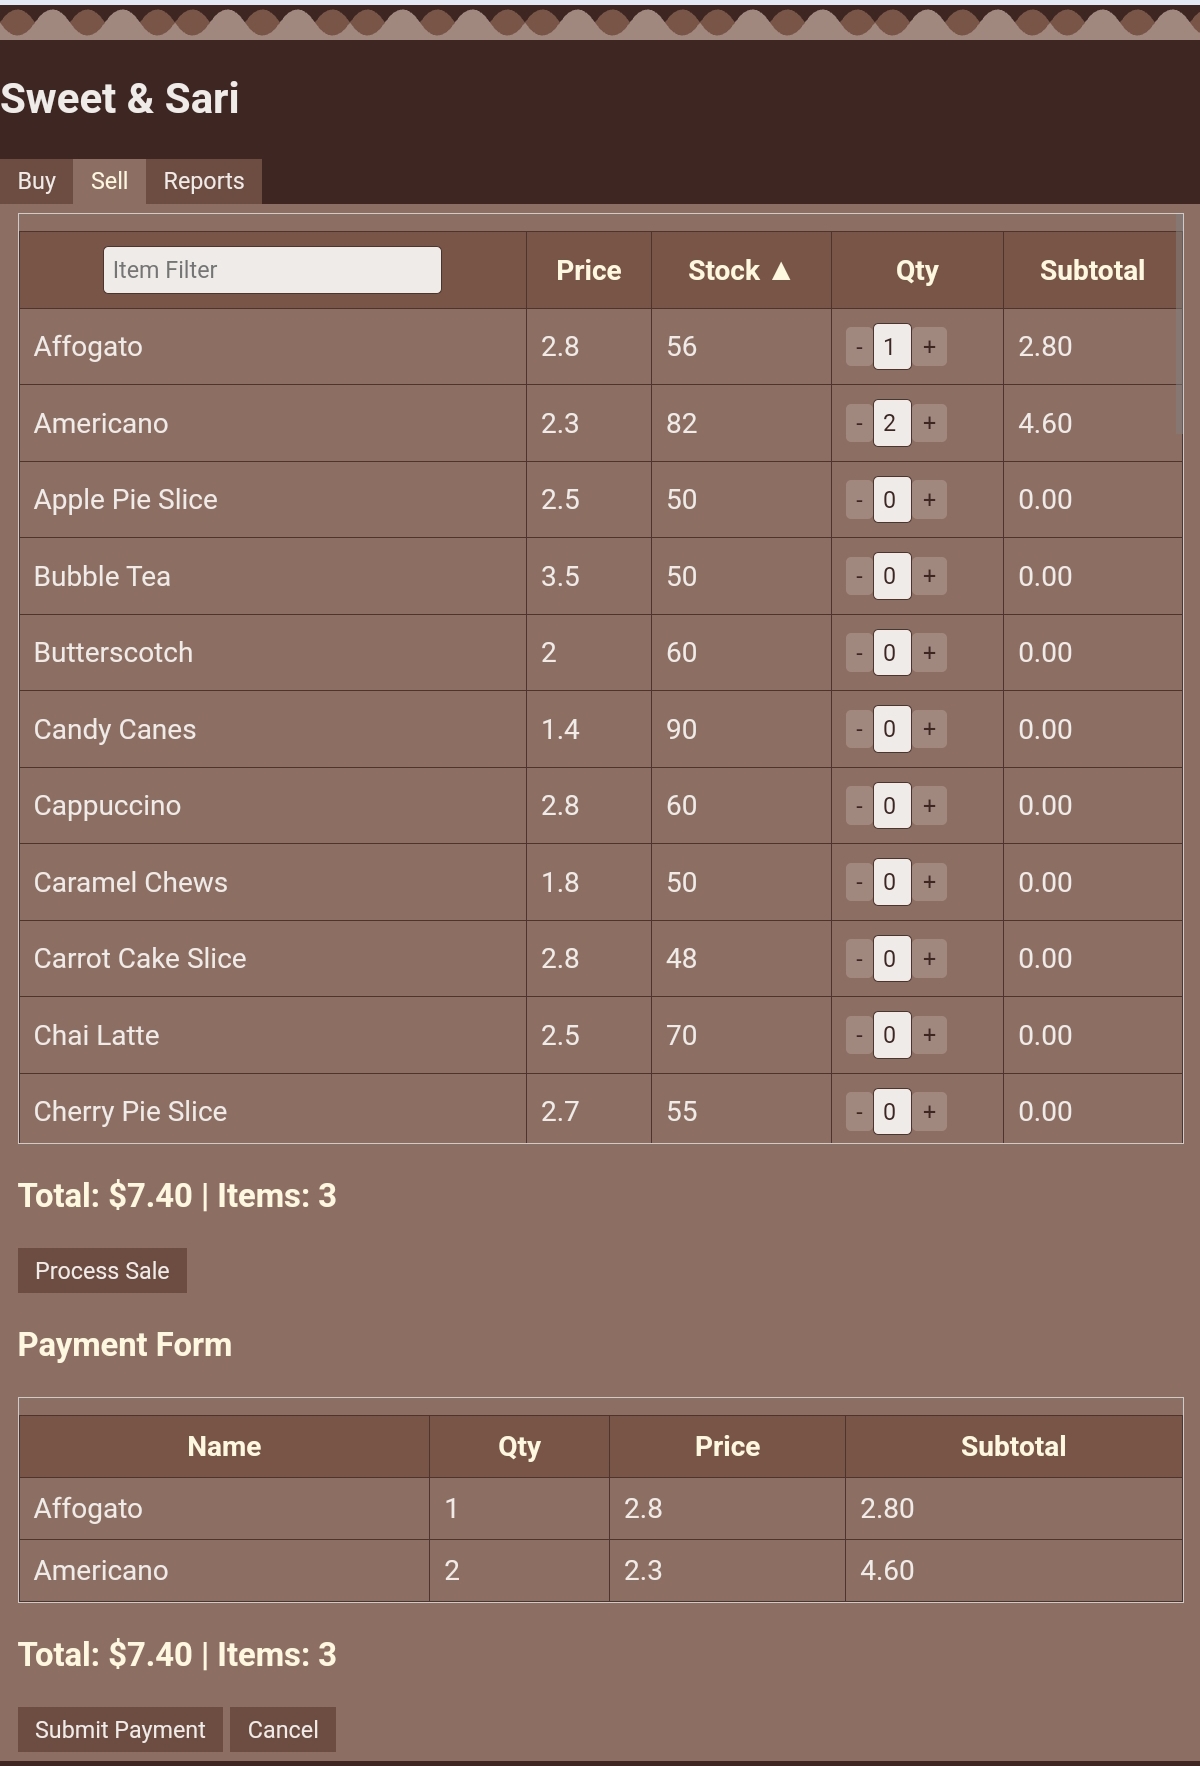 Sweet & Sari
Buy Sell Reports
Item Filter Price Stock ▲ Qty Subtotal
Affogato 2.8 56 - 1 + 2.80
Americano 2.3 82 - 2 + 4.60
Apple Pie Slice 2.5 50 - 0 + 0.00
Bubble Tea 3.5 50 - 0 + 0.00
Butterscotch 2 60 - 0 + 0.00
Candy Canes 1.4 90 - 0 + 0.00
Cappuccino 2.8 60 - 0 + 0.00
Caramel Chews 1.8 50 - 0 + 0.00
Carrot Cake Slice 2.8 48 - 0 + 0.00
Chai Latte 2.5 70 - 0 + 0.00
Cherry Pie Slice 2.7 55 - 0 + 0.00
Total: $7.40 | Items: 3
Process Sale
Payment Form
Name Qty Price Subtotal
Affogato 1 2.8 2.80
Americano 2 2.3 4.60
Total: $7.40 | Items: 3
Submit Payment Cancel